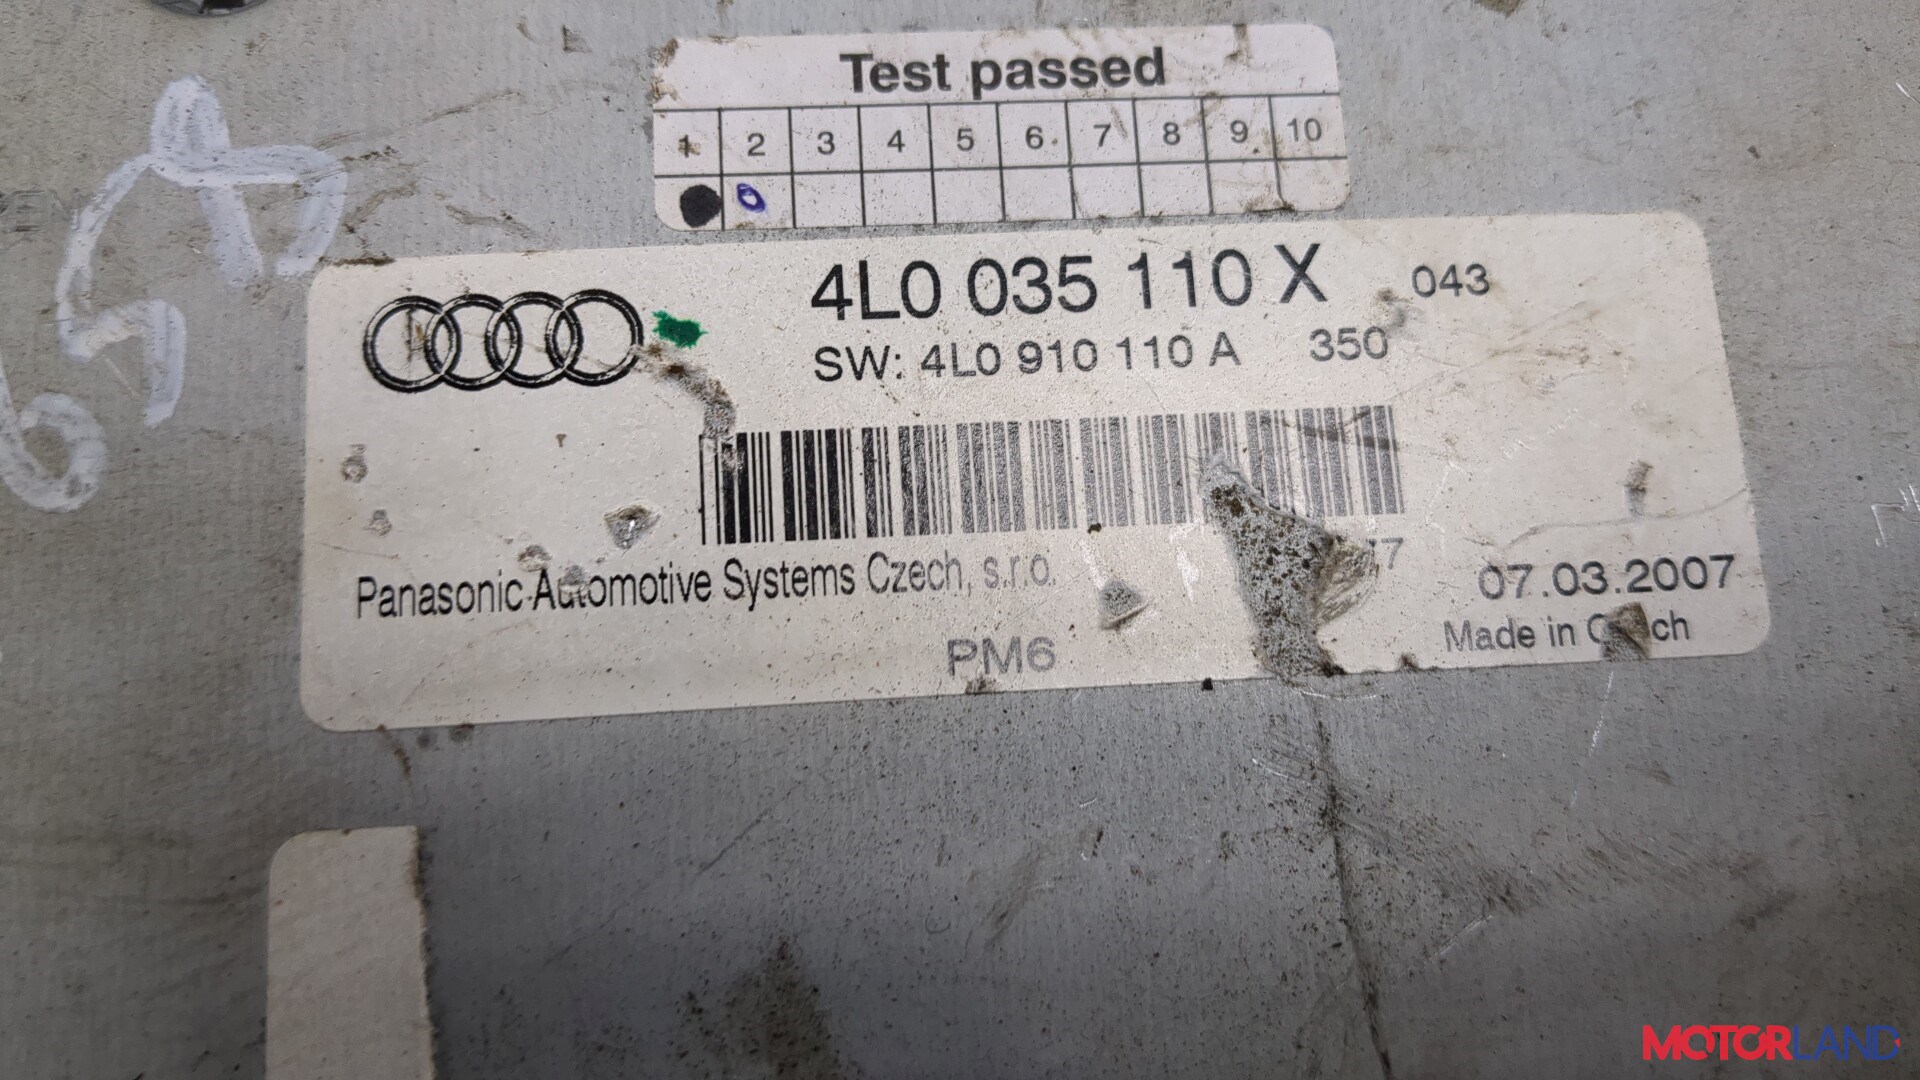 Test passed
1 2 3 4 5 6 7 8 9 10
4L0 035 110 X 043
SW: 4L0 910 110 A 350
Panasonic Automotive Systems Czech, s.r.o.
07.03.2007
PM6
Made in
MOTORLAND